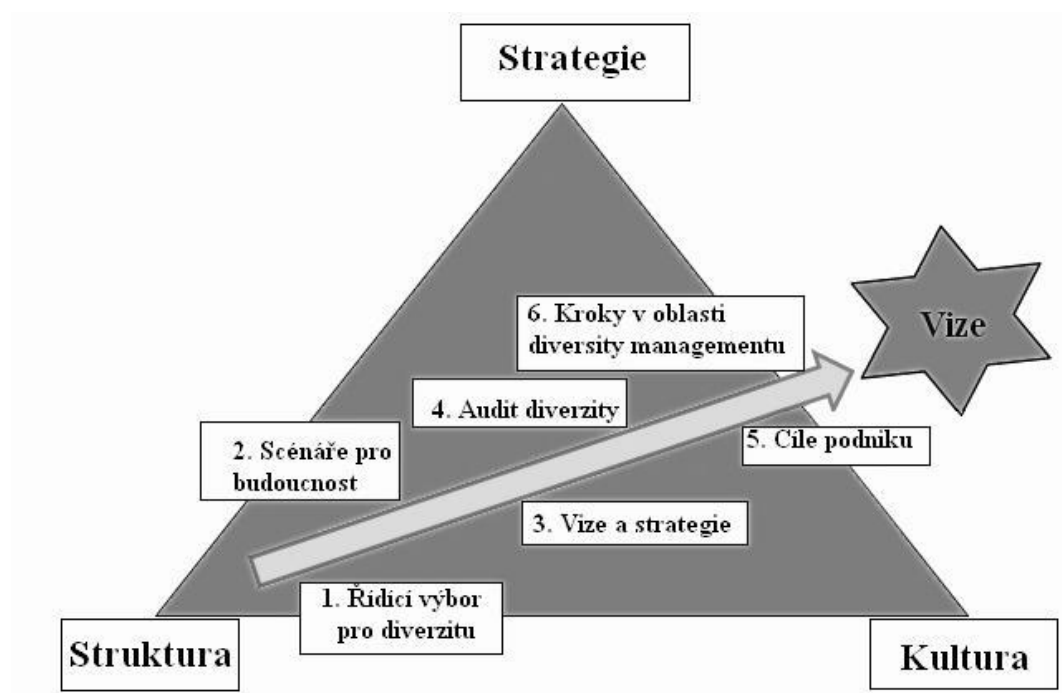 Strategie
6. Kroky v oblasti
diversity managementu
Vize
4. Audit diverzity
2. Scénáře pro
budoucnost
5. Cíle podniku
3. Vize a strategie
1. Řídící výbor
pro diverzitu
Struktura
Kultura